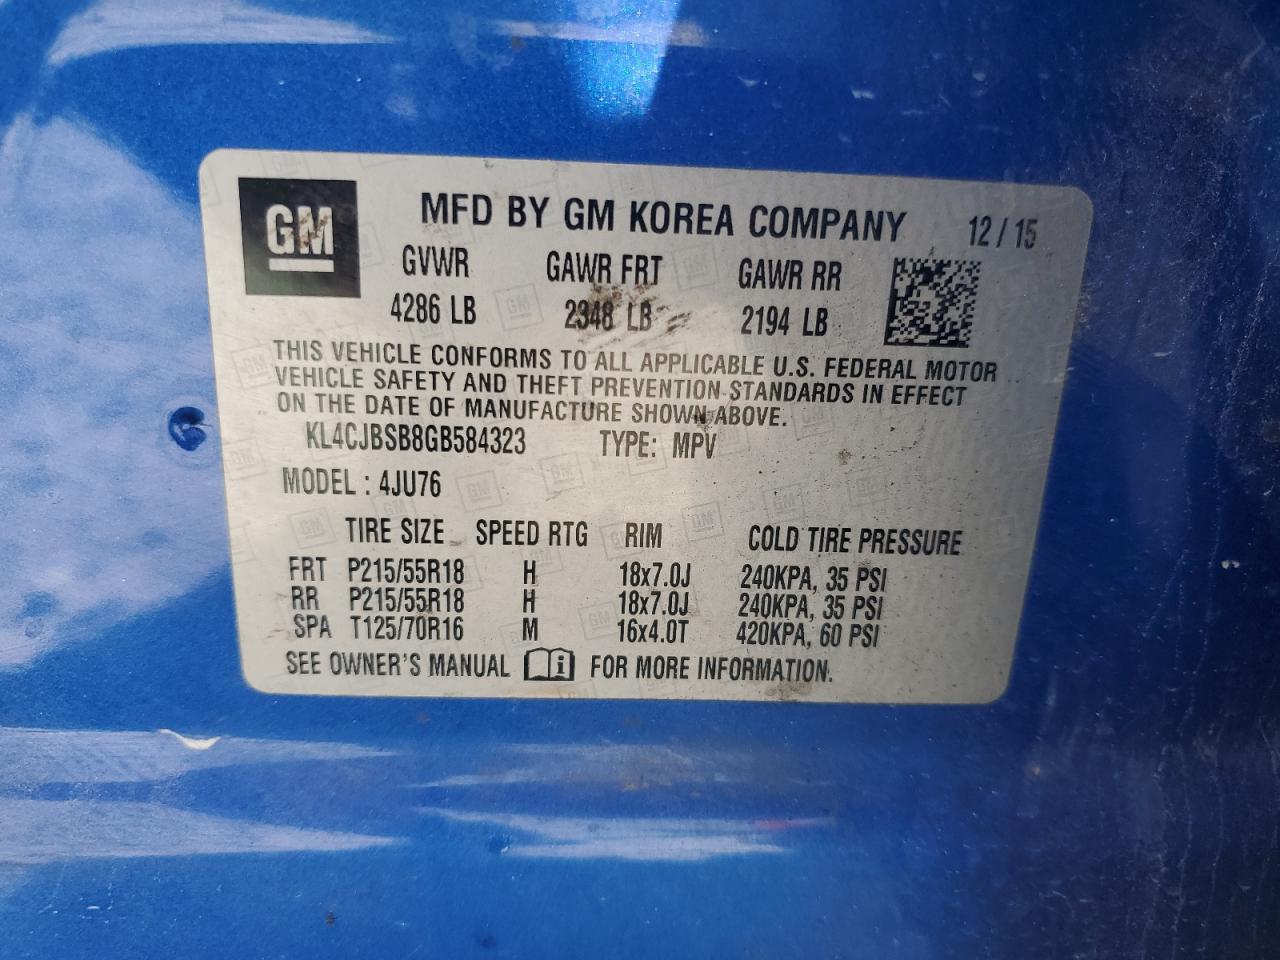 GM
MFD BY GM KOREA COMPANY 12/15
GVWR GAWR FRT GAWR RR
4286 LB 2348 LB 2194 LB
THIS VEHICLE CONFORMS TO ALL APPLICABLE U.S. FEDERAL MOTOR
VEHICLE SAFETY AND THEFT PREVENTION STANDARDS IN EFFECT
ON THE DATE OF MANUFACTURE SHOWN ABOVE.
KL4CJBSB8GB584323 TYPE: MPV
MODEL : 4JU76
TIRE SIZE SPEED RTG RIM COLD TIRE PRESSURE
FRT P215/55R18 H 18x7.0J 240KPA, 35 PSI
RR P215/55R18 H 18x7.0J 240KPA, 35 PSI
SPA T125/70R16 M 16x4.0T 420KPA, 60 PSI
SEE OWNER'S MANUAL i FOR MORE INFORMATION.